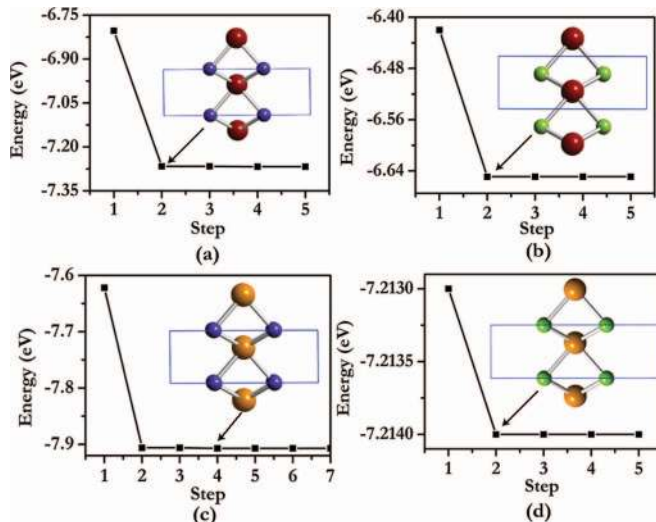 -6.75
-6.90
-7.05
-7.20
-7.35
Energy (eV)
1 2 3 4 5
Step
(a)
-6.40
-6.48
-6.56
-6.64
Energy (eV)
1 2 3 4 5
Step
(b)
-7.6
-7.7
-7.8
-7.9
Energy (eV)
1 2 3 4 5 6 7
Step
(c)
-7.2130
-7.2135
-7.2140
Energy (eV)
1 2 3 4 5
Step
(d)